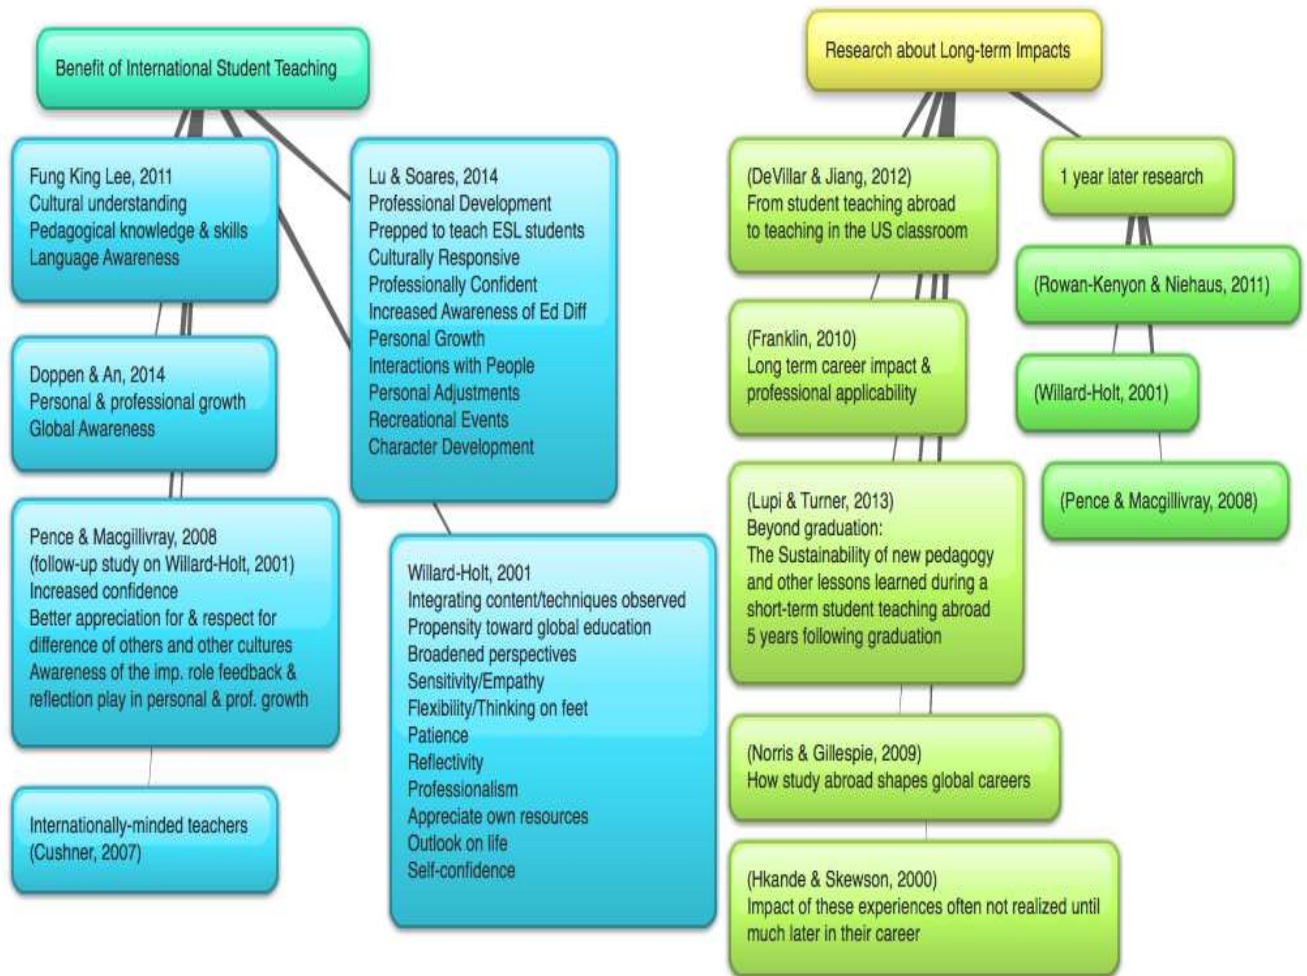 Benefit of International Student Teaching
Fung King Lee, 2011
Cultural understanding
Pedagogical knowledge & skills
Language Awareness
Doppen & An, 2014
Personal & professional growth
Global Awareness
Pence & Macgillivray, 2008
(follow-up study on Willard-Holt, 2001)
Increased confidence
Better appreciation for & respect for
difference of others and other cultures
Awareness of the imp. role feedback &
reflection play in personal & prof. growth
Internationally-minded teachers
(Cushner, 2007)
Lu & Soares, 2014
Professional Development
Prepped to teach ESL students
Culturally Responsive
Professionally Confident
Increased Awareness of Ed Diff
Personal Growth
Interactions with People
Personal Adjustments
Recreational Events
Character Development
Willard-Holt, 2001
Integrating content/techniques observed
Propensity toward global education
Broadened perspectives
Sensitivity/Empathy
Flexibility/Thinking on feet
Patience
Reflectivity
Professionalism
Appreciate own resources
Outlook on life
Self-confidence
Research about Long-term Impacts
(DeVillar & Jiang, 2012)
From student teaching abroad
to teaching in the US classroom
(Franklin, 2010)
Long term career impact &
professional applicability
(Lupi & Turner, 2013)
Beyond graduation:
The Sustainability of new pedagogy
and other lessons learned during a
short-term student teaching abroad
5 years following graduation
(Norris & Gillespie, 2009)
How study abroad shapes global careers
(Hkande & Skewson, 2000)
Impact of these experiences often not realized until
much later in their career
1 year later research
(Rowan-Kenyon & Niehaus, 2011)
(Willard-Holt, 2001)
(Pence & Macgillivray, 2008)